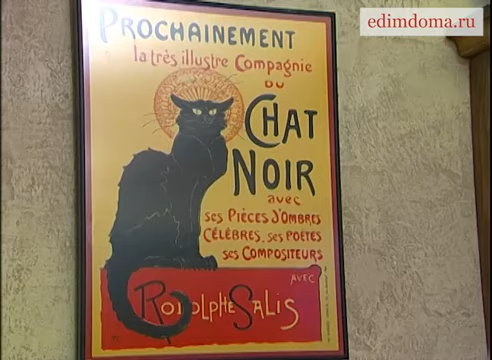 edimdoma.ru
PROCHAINEMENT
la très illustre Compagnie
DU
CHAT
NOIR
avec
ses PIÈCES D'OMBRES
CÉLÈBRES, ses POÈTES
ses COMPOSITEURS
AVEC
RODOLPHE SALIS